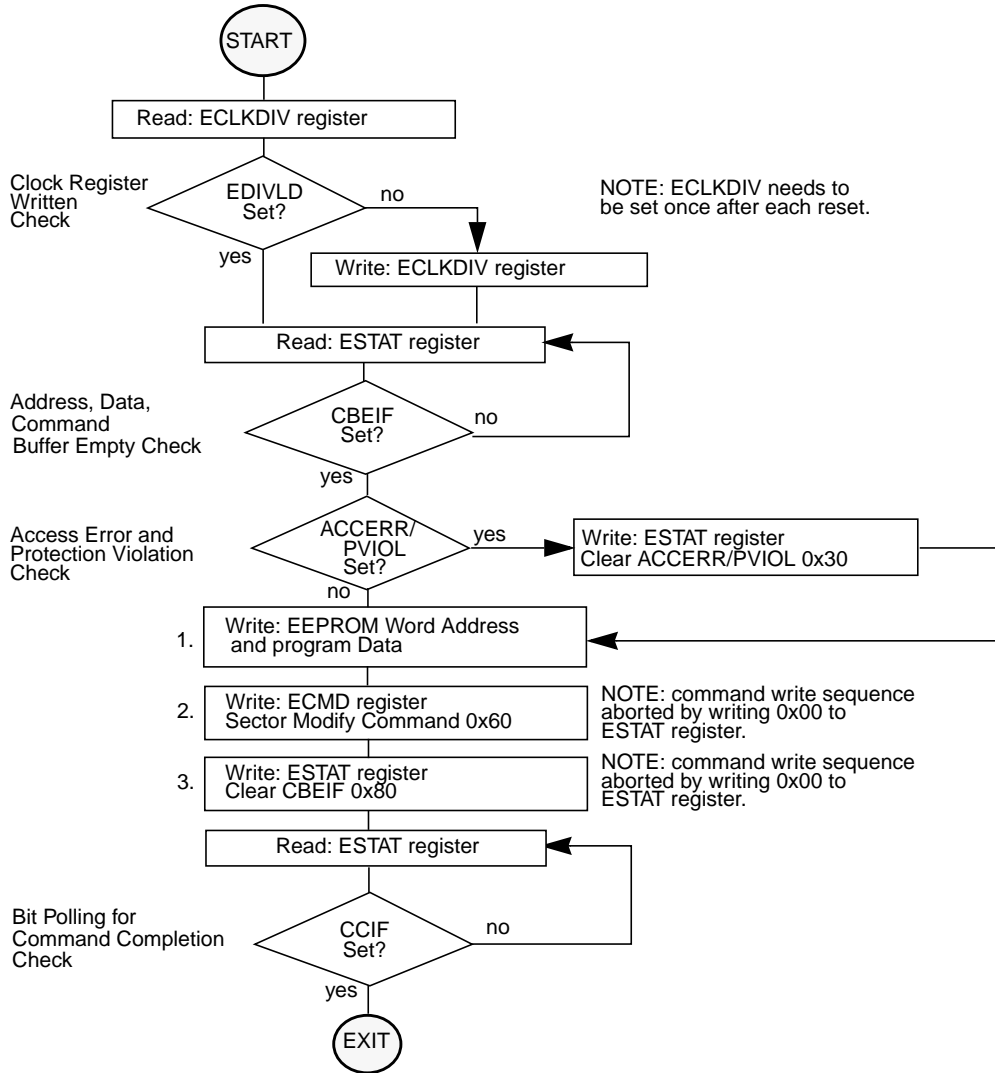 START
Read: ECLKDIV register
Clock Register
Written
Check
EDIVLD
Set?
no
yes
NOTE: ECLKDIV needs to
be set once after each reset.
Write: ECLKDIV register
Read: ESTAT register
Address, Data,
Command
Buffer Empty Check
CBEIF
Set?
no
yes
Access Error and
Protection Violation
Check
ACCERR/
PVIOL
Set?
yes
no
Write: ESTAT register
Clear ACCERR/PVIOL 0x30
1.
Write: EEPROM Word Address
and program Data
2.
Write: ECMD register
Sector Modify Command 0x60
NOTE: command write sequence
aborted by writing 0x00 to
ESTAT register.
3.
Write: ESTAT register
Clear CBEIF 0x80
NOTE: command write sequence
aborted by writing 0x00 to
ESTAT register.
Read: ESTAT register
Bit Polling for
Command Completion
Check
CCIF
Set?
no
yes
EXIT